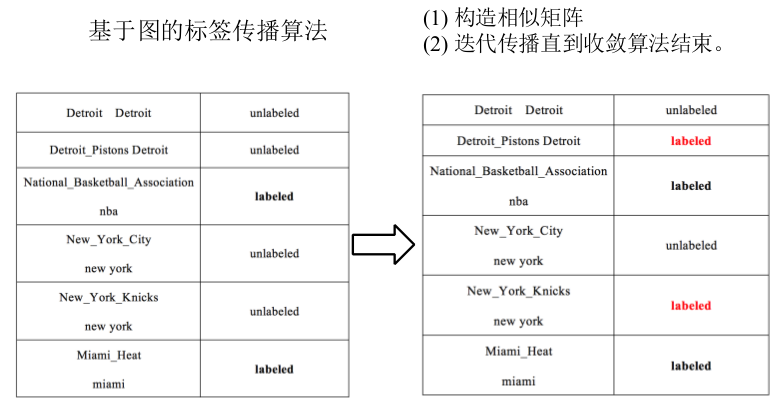 基于图的标签传播算法
(1) 构造相似矩阵
(2) 迭代传播直到收敛算法结束。
Detroit Detroit unlabeled
Detroit_Pistons Detroit unlabeled
National_Basketball_Association
nba
labeled
New_York_City
new york
unlabeled
New_York_Knicks
new york
unlabeled
Miami_Heat
miami
labeled
Detroit Detroit unlabeled
Detroit_Pistons Detroit labeled
National_Basketball_Association
nba
labeled
New_York_City
new york
unlabeled
New_York_Knicks
new york
labeled
Miami_Heat
miami
labeled